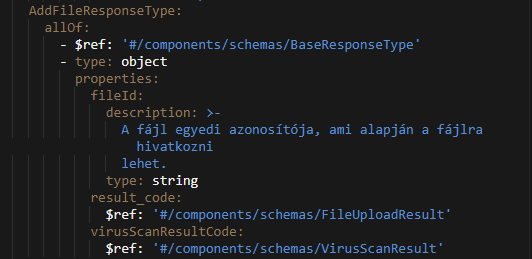 AddFileResponseType:
allOf:
- $ref: '#/components/schemas/BaseResponseType'
- type: object
properties:
fileId:
description: >-
A fájl egyedi azonosítója, ami alapján a fájlra
hivatkozni
lehet.
type: string
result_code:
$ref: '#/components/schemas/FileUploadResult'
virusScanResultCode:
$ref: '#/components/schemas/VirusScanResult'